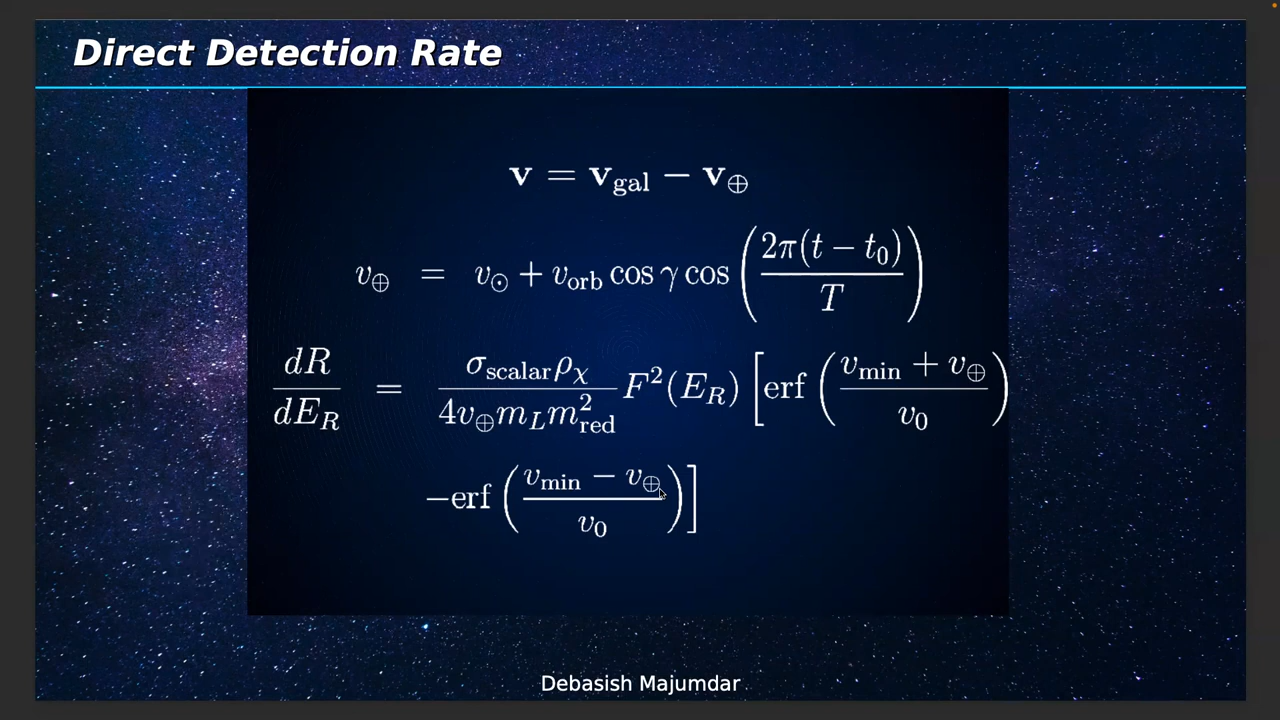 Direct Detection Rate
v = v_gal − v_⊕
v_⊕ = v_⊙ + v_orb cos γ cos ( 2π(t − t_0) / T )
dR / dE_R = σ_scalar ρ_χ / 4v_⊕ m_L m²_red F²(E_R) [ erf ( v_min + v_⊕ / v_0 )
−erf ( v_min − v_⊕ / v_0 ) ]
Debasish Majumdar